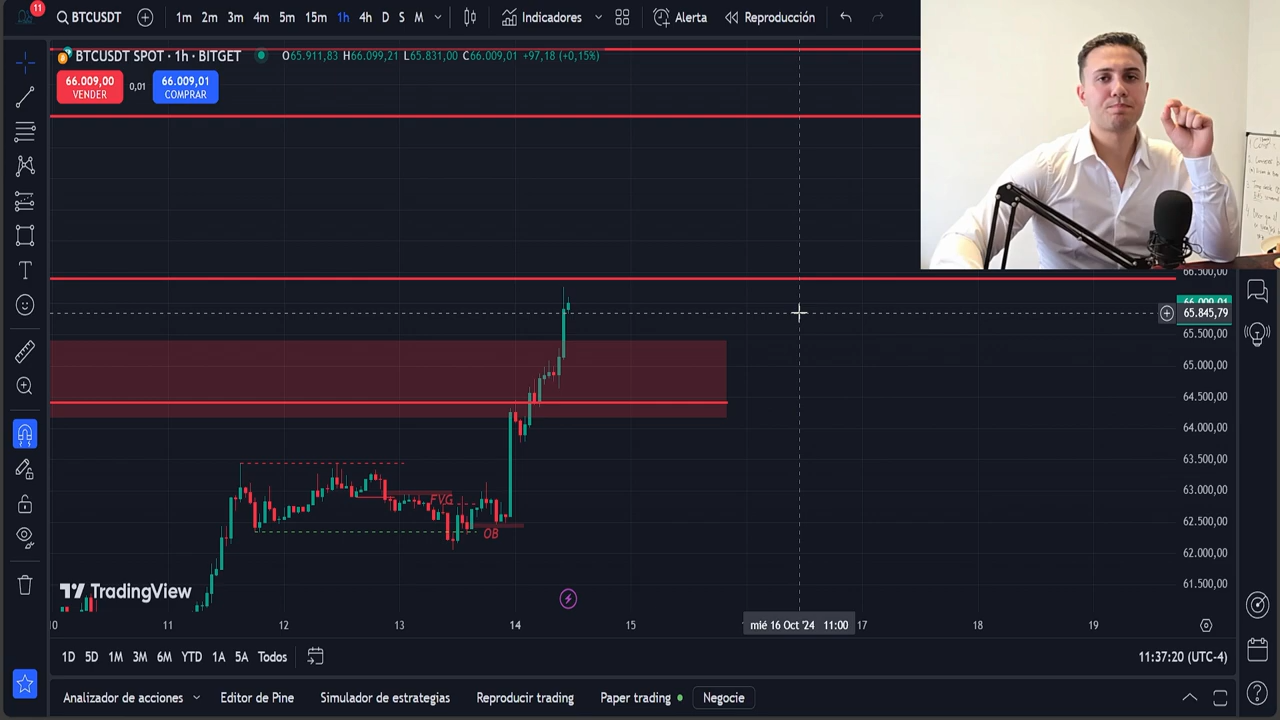 11
BTCUSDT
1m 2m 3m 4m 5m 15m 1h 4h D S M
Indicadores
Alerta
Reproducción
BTCUSDT SPOT · 1h · BITGET
O65.911,83 H66.099,21 L65.831,00 C66.009,01 +97,18 (+0,15%)
66.009,00
VENDER
0,01
66.009,01
COMPRAR
66.500,00
66.009,01
65.845,79
65.500,00
65.000,00
64.500,00
64.000,00
63.500,00
63.000,00
62.500,00
62.000,00
61.500,00
FVG
OB
TradingView
10 11 12 13 14 15
mié 16 Oct '24 11:00
17 18 19
1D 5D 1M 3M 6M YTD 1A 5A Todos
11:37:20 (UTC-4)
Analizador de acciones
Editor de Pine
Simulador de estrategias
Reproducir trading
Paper trading
Negocie